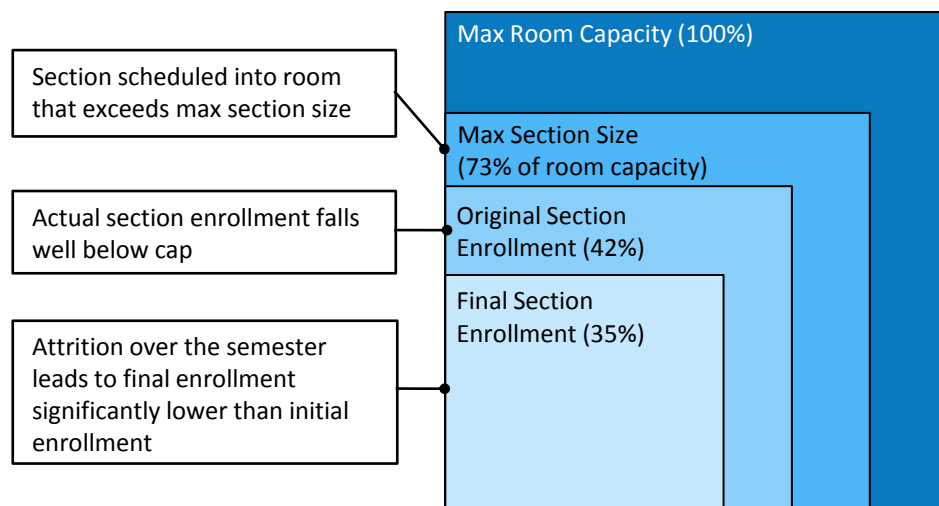 Max Room Capacity (100%)
Section scheduled into room
that exceeds max section size
Max Section Size
(73% of room capacity)
Actual section enrollment falls
well below cap
Original Section
Enrollment (42%)
Final Section
Enrollment (35%)
Attrition over the semester
leads to final enrollment
significantly lower than initial
enrollment